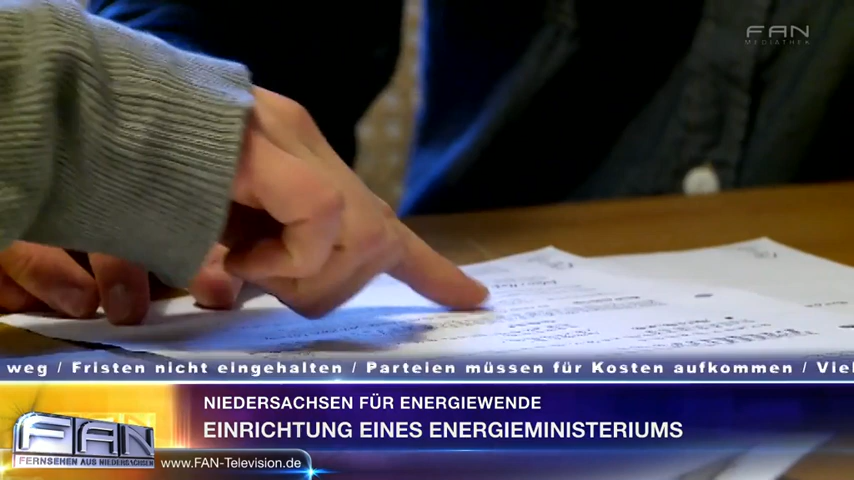 FAN
MEDIATHEK
weg / Fristen nicht eingehalten / Parteien müssen für Kosten aufkommen / Viel
NIEDERSACHSEN FÜR ENERGIEWENDE
EINRICHTUNG EINES ENERGIEMINISTERIUMS
FAN
FERNSEHEN AUS NIEDERSACHSEN
www.FAN-Television.de